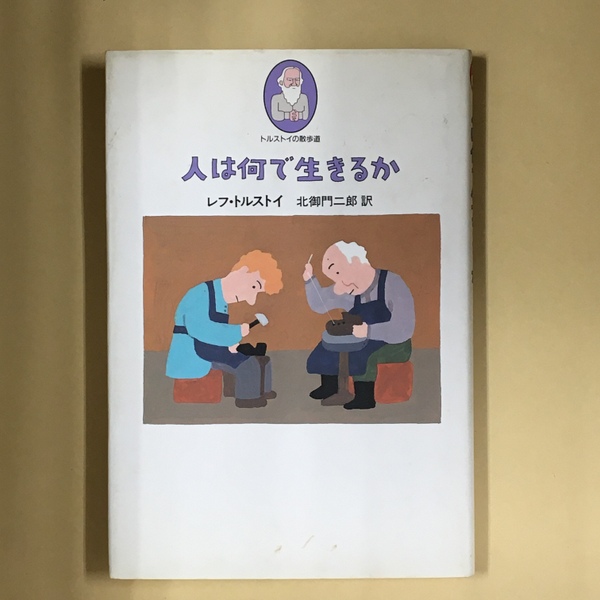 トルストイの散歩道
人は何で生きるか
レフ・トルストイ 北御門二郎 訳